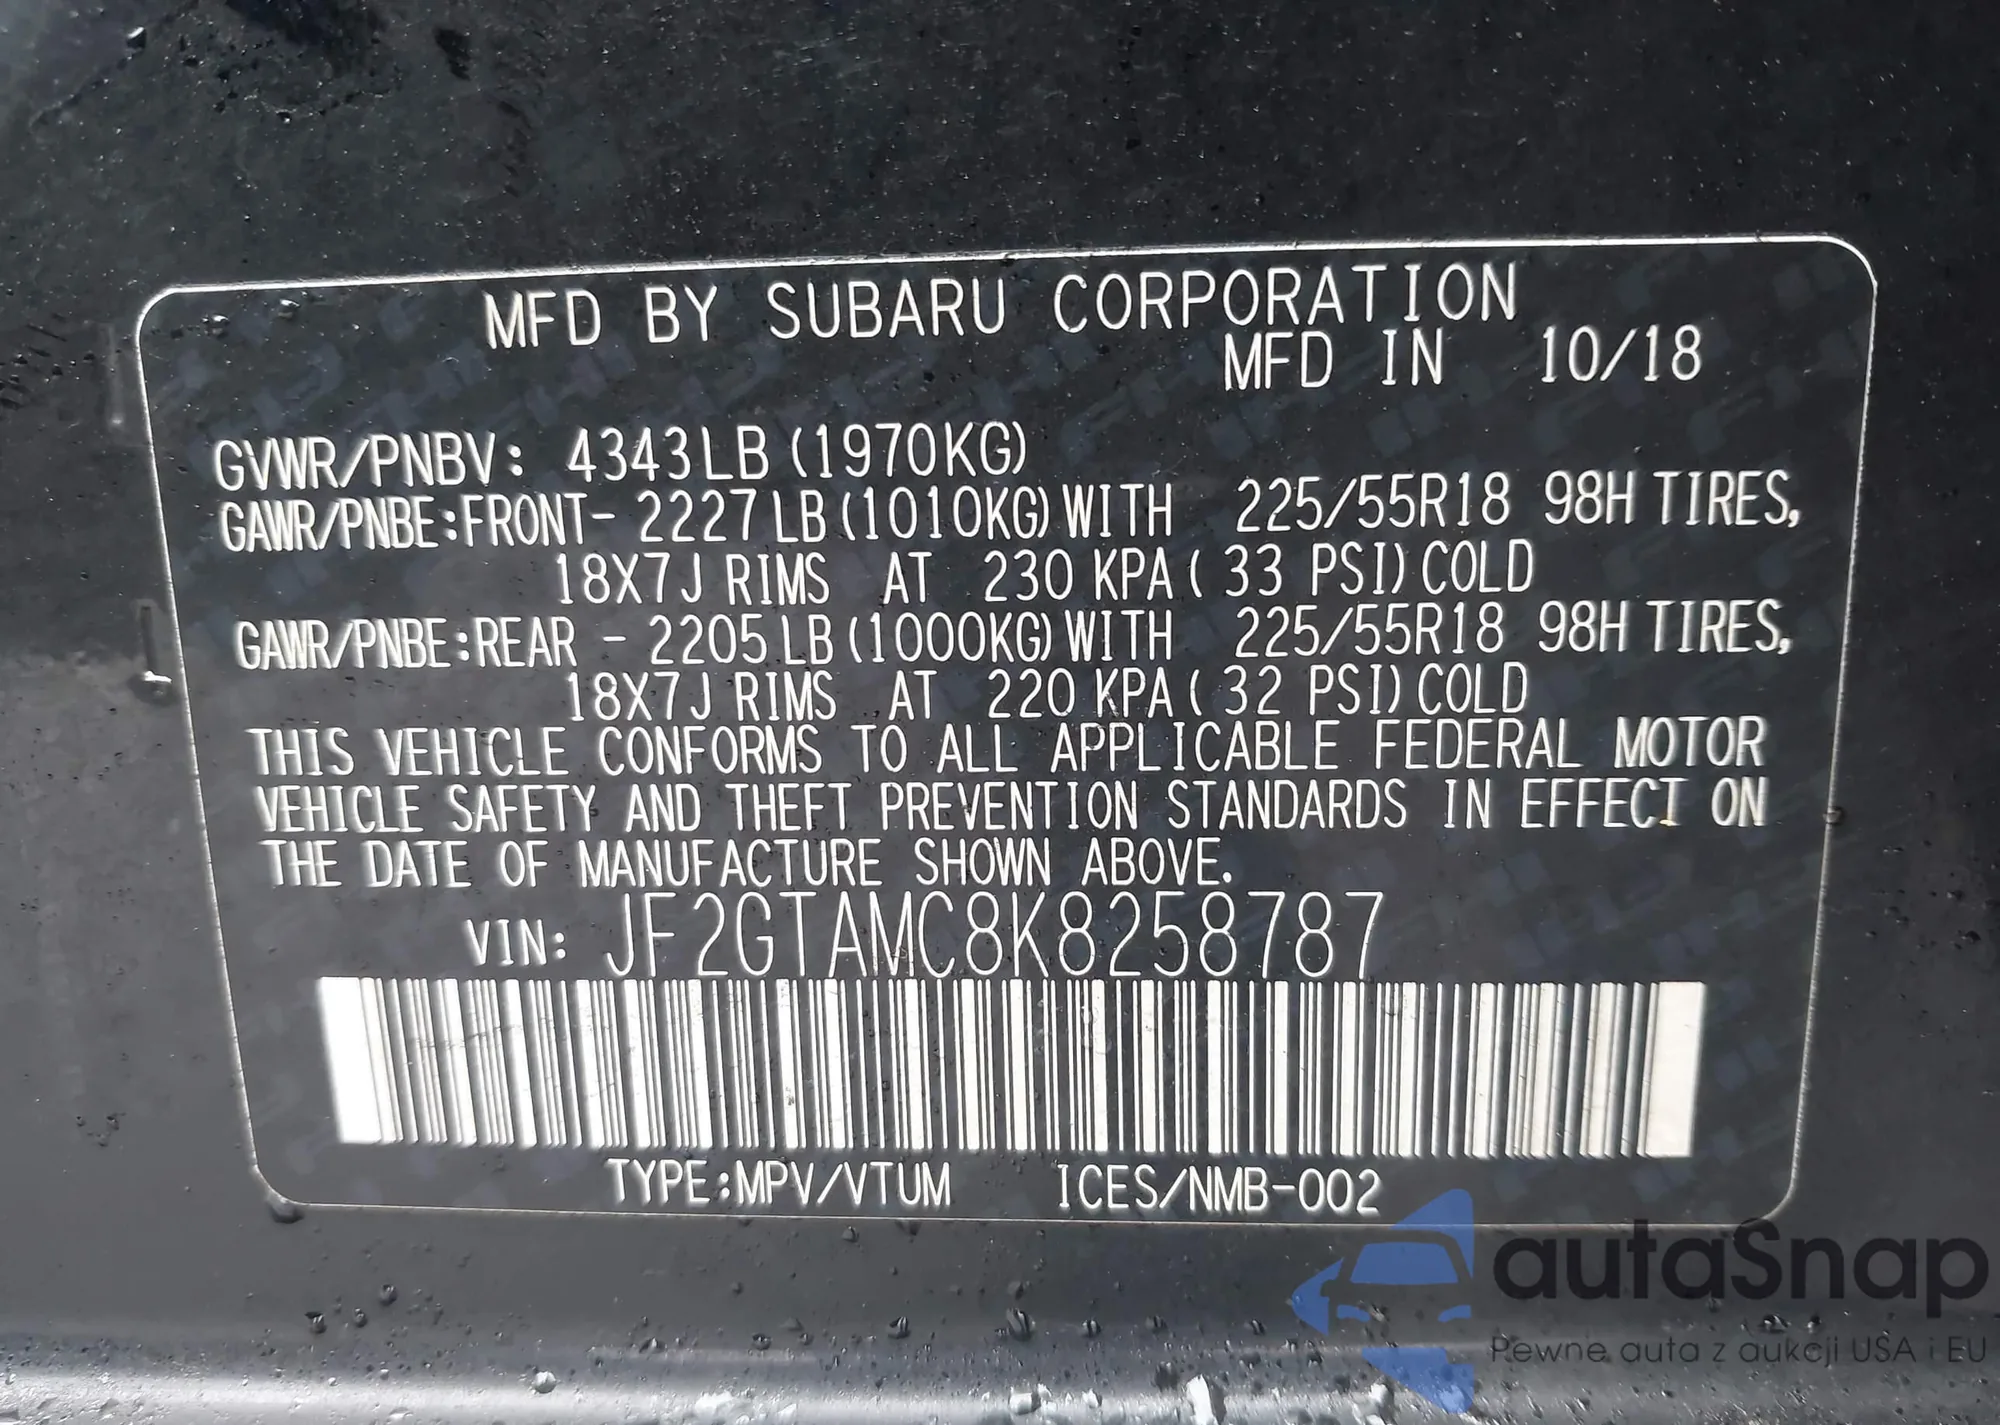 MFD BY SUBARU CORPORATION
MFD IN 10/18
GVWR/PNBV: 4343LB (1970KG)
GAWR/PNBE:FRONT- 2227LB (1010KG) WITH 225/55R18 98H TIRES,
18X7J RIMS AT 230 KPA ( 33 PSI) COLD
GAWR/PNBE:REAR - 2205LB (1000KG) WITH 225/55R18 98H TIRES,
18X7J RIMS AT 220 KPA ( 32 PSI) COLD
THIS VEHICLE CONFORMS TO ALL APPLICABLE FEDERAL MOTOR
VEHICLE SAFETY AND THEFT PREVENTION STANDARDS IN EFFECT ON
THE DATE OF MANUFACTURE SHOWN ABOVE.
VIN: JF2GTAMC8K8258787
TYPE:MPV/VTUM ICES/NMB-002
autaSnap
Pewne auta z aukcji USA i EU